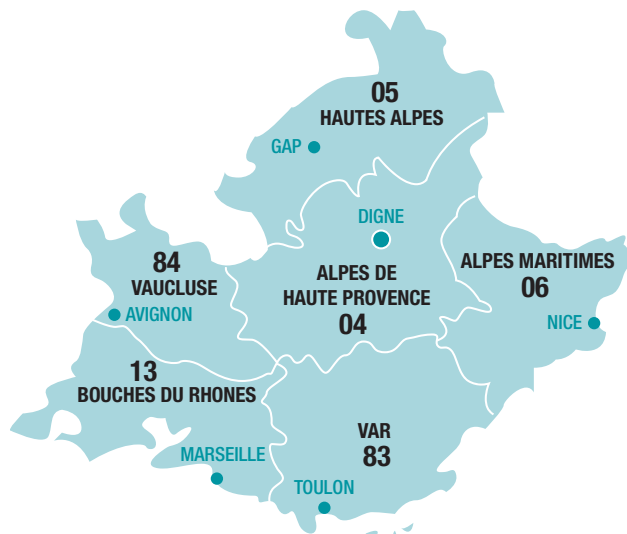 05
HAUTES ALPES
GAP
DIGNE
84
VAUCLUSE
AVIGNON
ALPES DE
HAUTE PROVENCE
04
ALPES MARITIMES
06
NICE
13
BOUCHES DU RHONES
MARSEILLE
VAR
83
TOULON